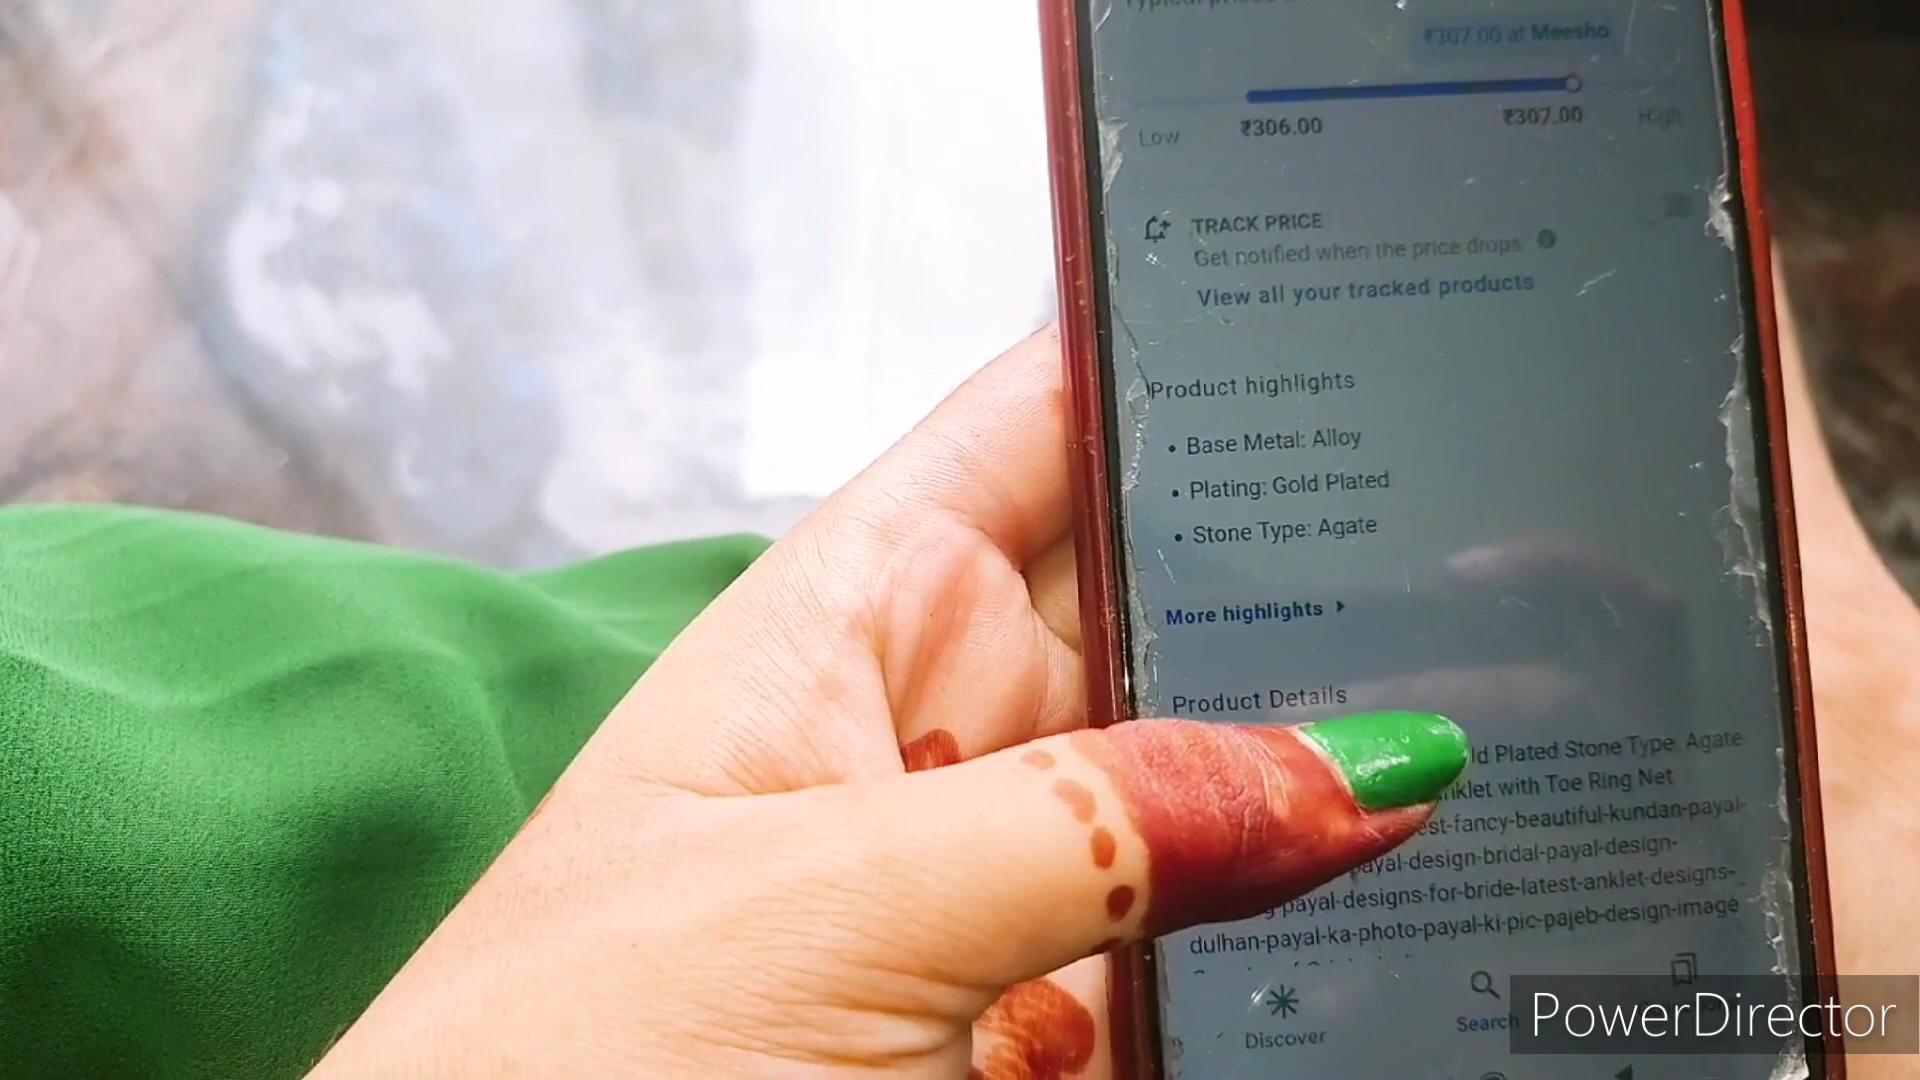 Typical prices
₹307.00 at Meesho
Low ₹306.00 ₹307.00 High
TRACK PRICE
Get notified when the price drops
View all your tracked products
Product highlights
• Base Metal: Alloy
• Plating: Gold Plated
• Stone Type: Agate
More highlights
Product Details
ld Plated Stone Type: Agate
nklet with Toe Ring Net
est-fancy-beautiful-kundan-payal-
payal-design-bridal-payal-design-
g-payal-designs-for-bride-latest-anklet-designs-
dulhan-payal-ka-photo-payal-ki-pic-pajeb-design-image
Discover
Search
PowerDirector